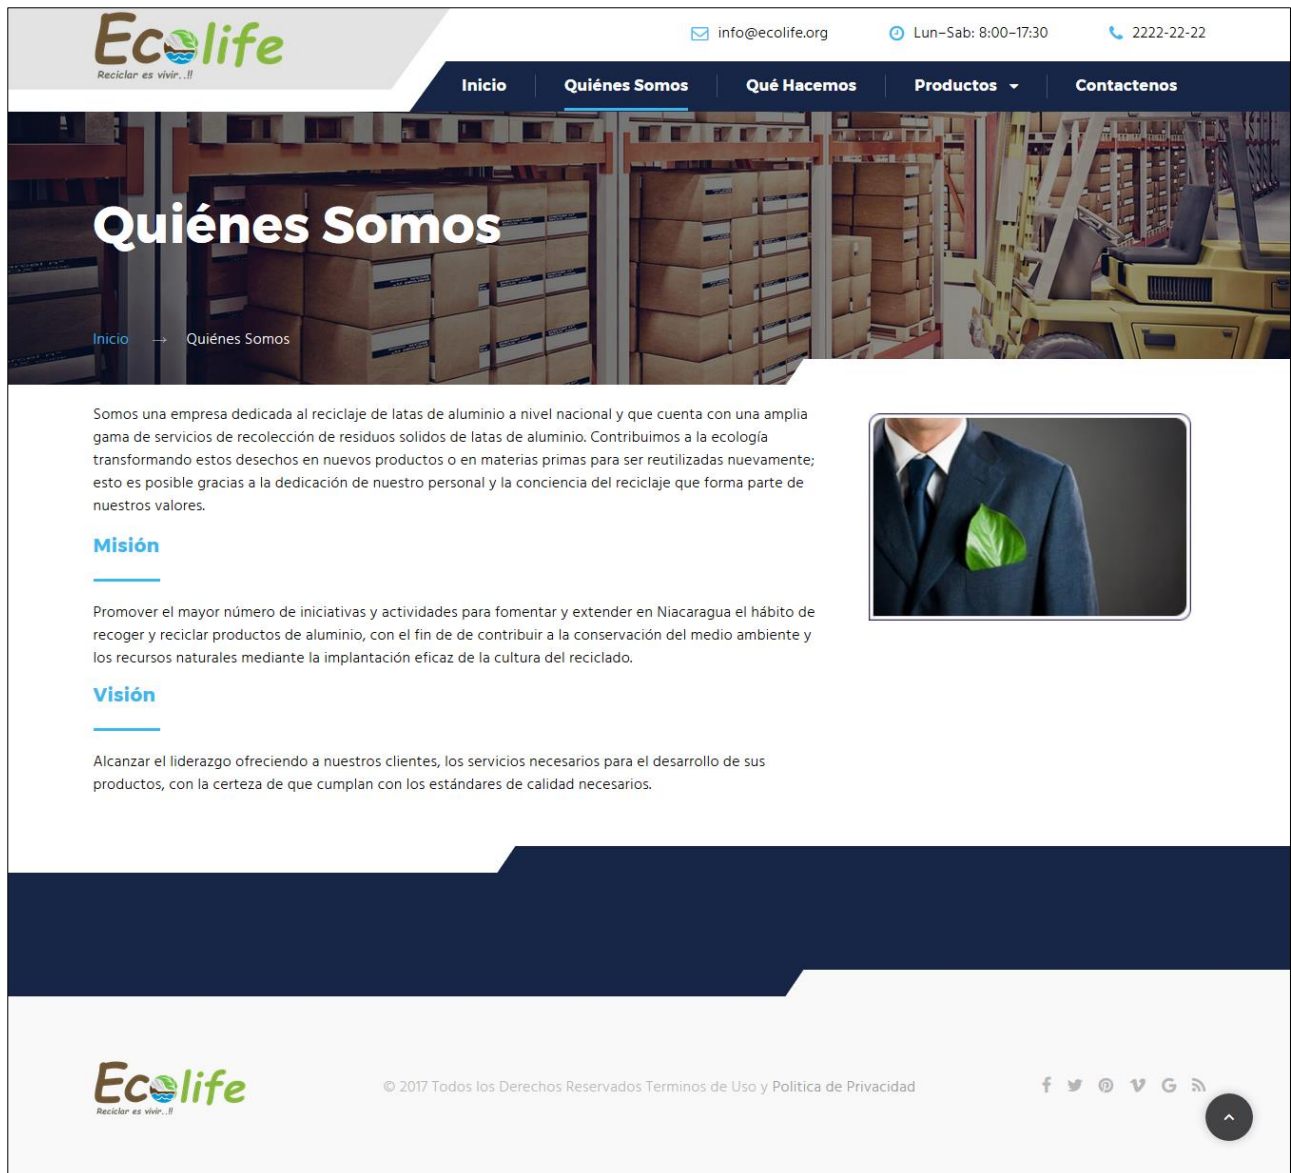 Ecolife
Reciclar es vivir..!!
info@ecolife.org
Lun–Sab: 8:00–17:30
2222-22-22
Inicio
Quiénes Somos
Qué Hacemos
Productos
Contactenos
Quiénes Somos
Inicio → Quiénes Somos
Somos una empresa dedicada al reciclaje de latas de aluminio a nivel nacional y que cuenta con una amplia
gama de servicios de recolección de residuos solidos de latas de aluminio. Contribuimos a la ecología
transformando estos desechos en nuevos productos o en materias primas para ser reutilizadas nuevamente;
esto es posible gracias a la dedicación de nuestro personal y la conciencia del reciclaje que forma parte de
nuestros valores.
Misión
Promover el mayor número de iniciativas y actividades para fomentar y extender en Niacaragua el hábito de
recoger y reciclar productos de aluminio, con el fin de de contribuir a la conservación del medio ambiente y
los recursos naturales mediante la implantación eficaz de la cultura del reciclado.
Visión
Alcanzar el liderazgo ofreciendo a nuestros clientes, los servicios necesarios para el desarrollo de sus
productos, con la certeza de que cumplan con los estándares de calidad necesarios.
Ecolife
Reciclar es vivir..!!
© 2017 Todos los Derechos Reservados Terminos de Uso y Politica de Privacidad